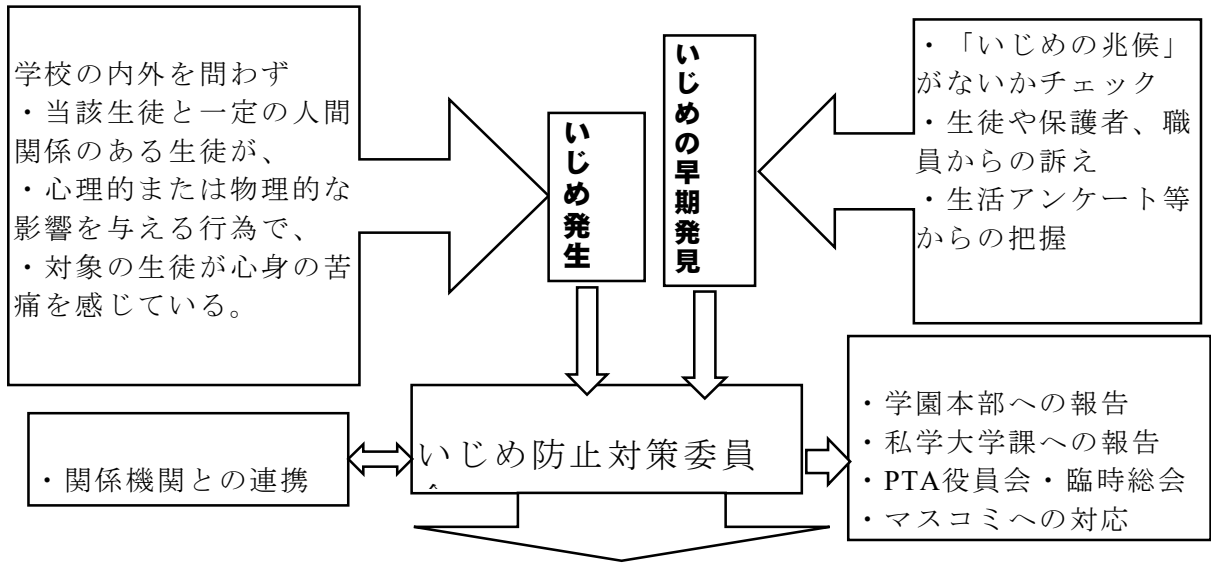 学校の内外を問わず
・当該生徒と一定の人間
関係のある生徒が、
・心理的または物理的な
影響を与える行為で、
・対象の生徒が心身の苦
痛を感じている。
いじめ発生
いじめの早期発見
・「いじめの兆候」
がないかチェック
・生徒や保護者、職
員からの訴え
・生活アンケート等
からの把握
・関係機関との連携
いじめ防止対策委員
・学園本部への報告
・私学大学課への報告
・PTA役員会・臨時総会
・マスコミへの対応